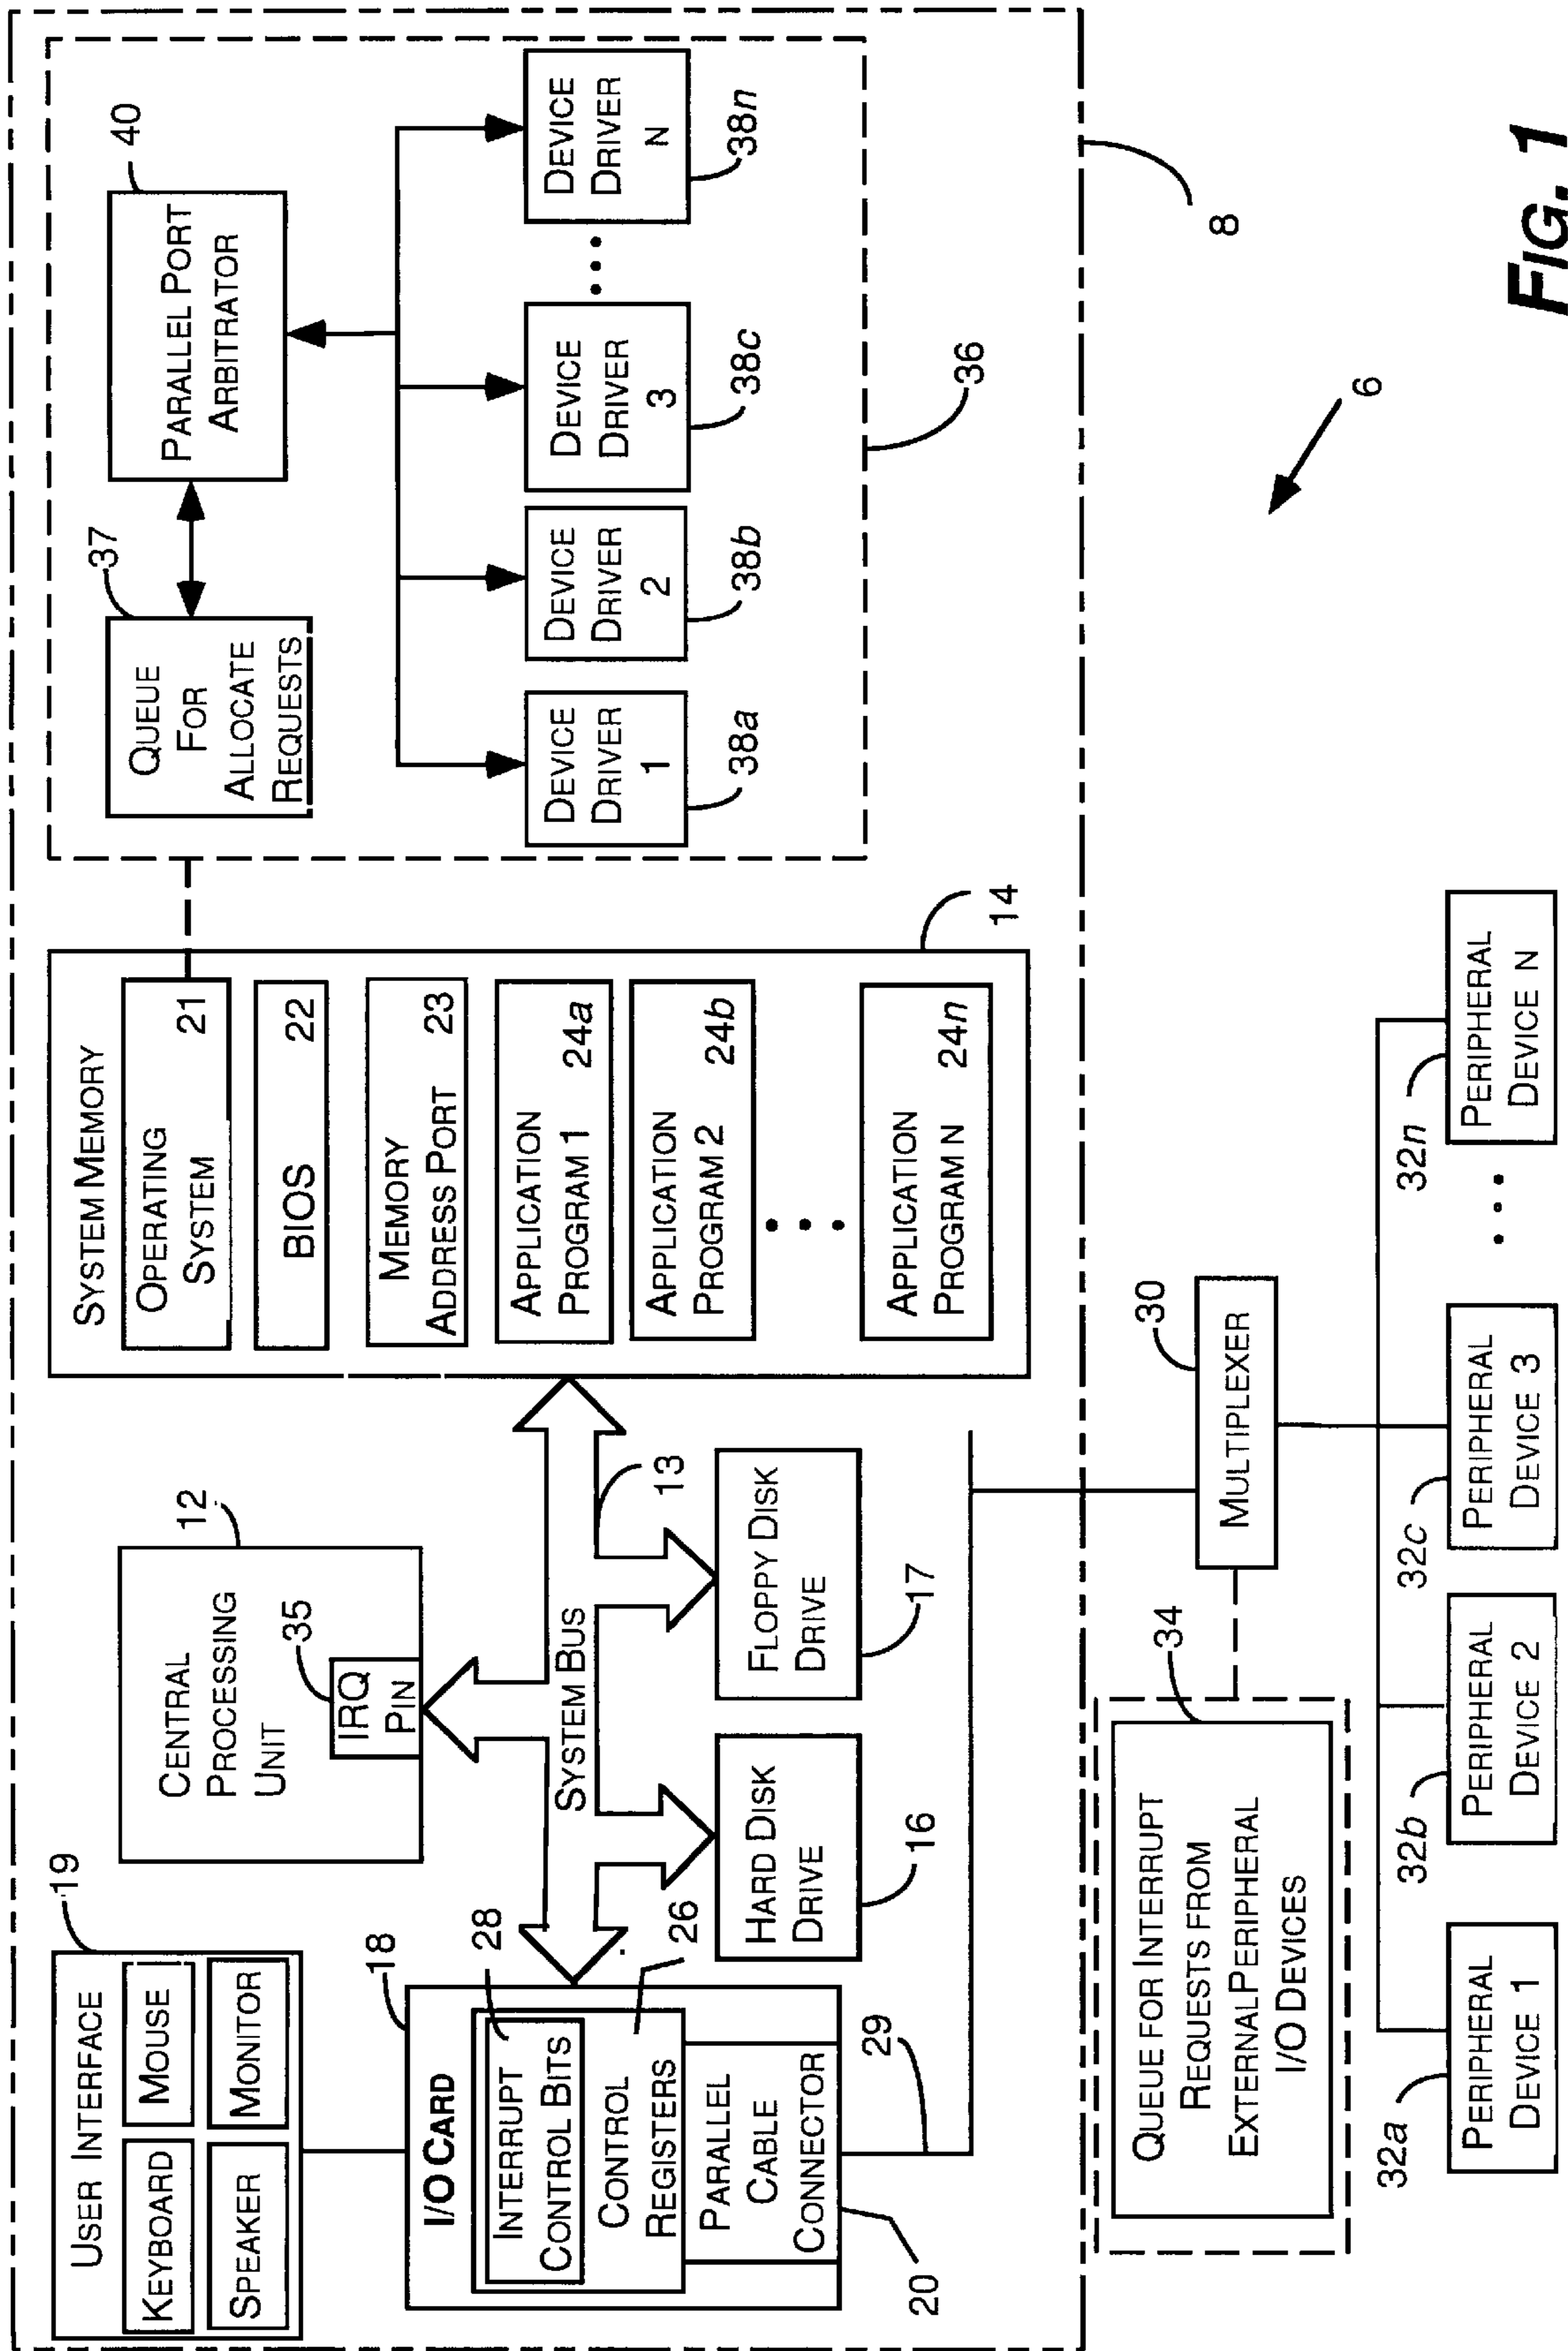 USER INTERFACE
19
KEYBOARD
MOUSE
SPEAKER
MONITOR
18
I/O CARD
28
INTERRUPT
CONTROL BITS
CONTROL
REGISTERS
26
PARALLEL
CABLE
CONNECTOR
20
29
12
CENTRAL
PROCESSING
UNIT
35
IRQ
PIN
SYSTEM BUS
13
HARD DISK
DRIVE
16
FLOPPY DISK
DRIVE
17
SYSTEM MEMORY
OPERATING
SYSTEM
21
BIOS
22
MEMORY
ADDRESS PORT
23
APPLICATION
PROGRAM 1
24a
APPLICATION
PROGRAM 2
24b
APPLICATION
PROGRAM N
24n
14
37
QUEUE
FOR
ALLOCATE
REQUESTS
40
PARALLEL PORT
ARBITRATOR
DEVICE
DRIVER
1
38a
DEVICE
DRIVER
2
38b
DEVICE
DRIVER
3
38c
DEVICE
DRIVER
N
38n
36
8
34
QUEUE FOR INTERRUPT
REQUESTS FROM
EXTERNAL PERIPHERAL
I/O DEVICES
30
MULTIPLEXER
32a
PERIPHERAL
DEVICE 1
32b
PERIPHERAL
DEVICE 2
32c
PERIPHERAL
DEVICE 3
32n
PERIPHERAL
DEVICE N
6
FIG. 1